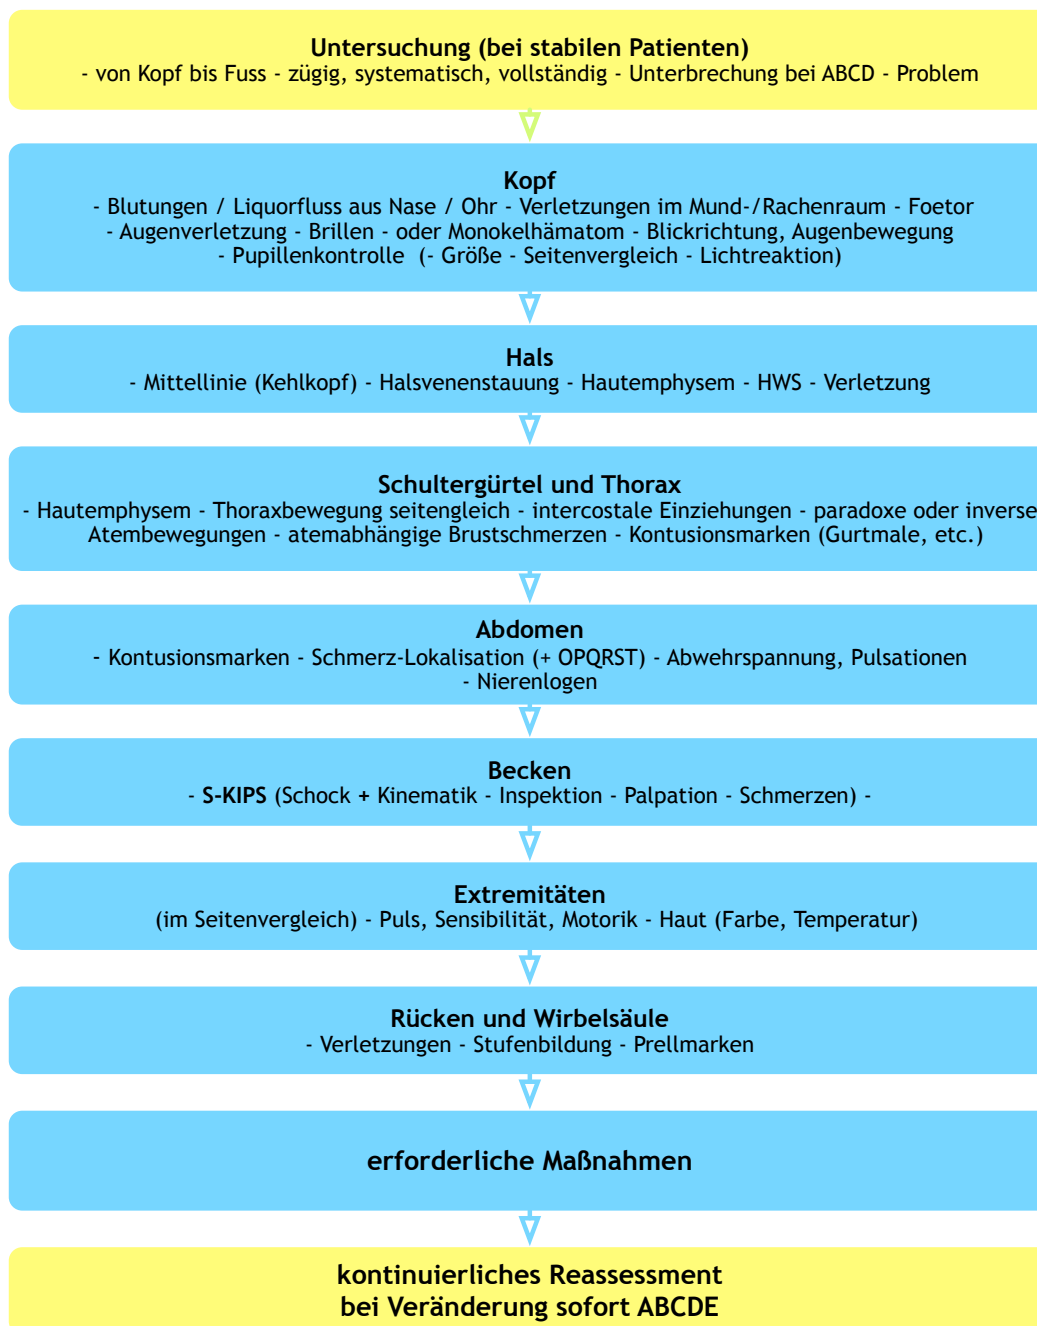 Untersuchung (bei stabilen Patienten)
- von Kopf bis Fuss - zügig, systematisch, vollständig - Unterbrechung bei ABCD - Problem
Kopf
- Blutungen / Liquorfluss aus Nase / Ohr - Verletzungen im Mund-/Rachenraum - Foetor
- Augenverletzung - Brillen - oder Monokelhämatom - Blickrichtung, Augenbewegung
- Pupillenkontrolle (- Größe - Seitenvergleich - Lichtreaktion)
Hals
- Mittellinie (Kehlkopf) - Halsvenenstauung - Hautemphysem - HWS - Verletzung
Schultergürtel und Thorax
- Hautemphysem - Thoraxbewegung seitengleich - intercostale Einziehungen - paradoxe oder inverse
Atembewegungen - atemabhängige Brustschmerzen - Kontusionsmarken (Gurtmale, etc.)
Abdomen
- Kontusionsmarken - Schmerz-Lokalisation (+ OPQRST) - Abwehrspannung, Pulsationen
- Nierenlogen
Becken
- S-KIPS (Schock + Kinematik - Inspektion - Palpation - Schmerzen) -
Extremitäten
(im Seitenvergleich) - Puls, Sensibilität, Motorik - Haut (Farbe, Temperatur)
Rücken und Wirbelsäule
- Verletzungen - Stufenbildung - Prellmarken
erforderliche Maßnahmen
kontinuierliches Reassessment
bei Veränderung sofort ABCDE